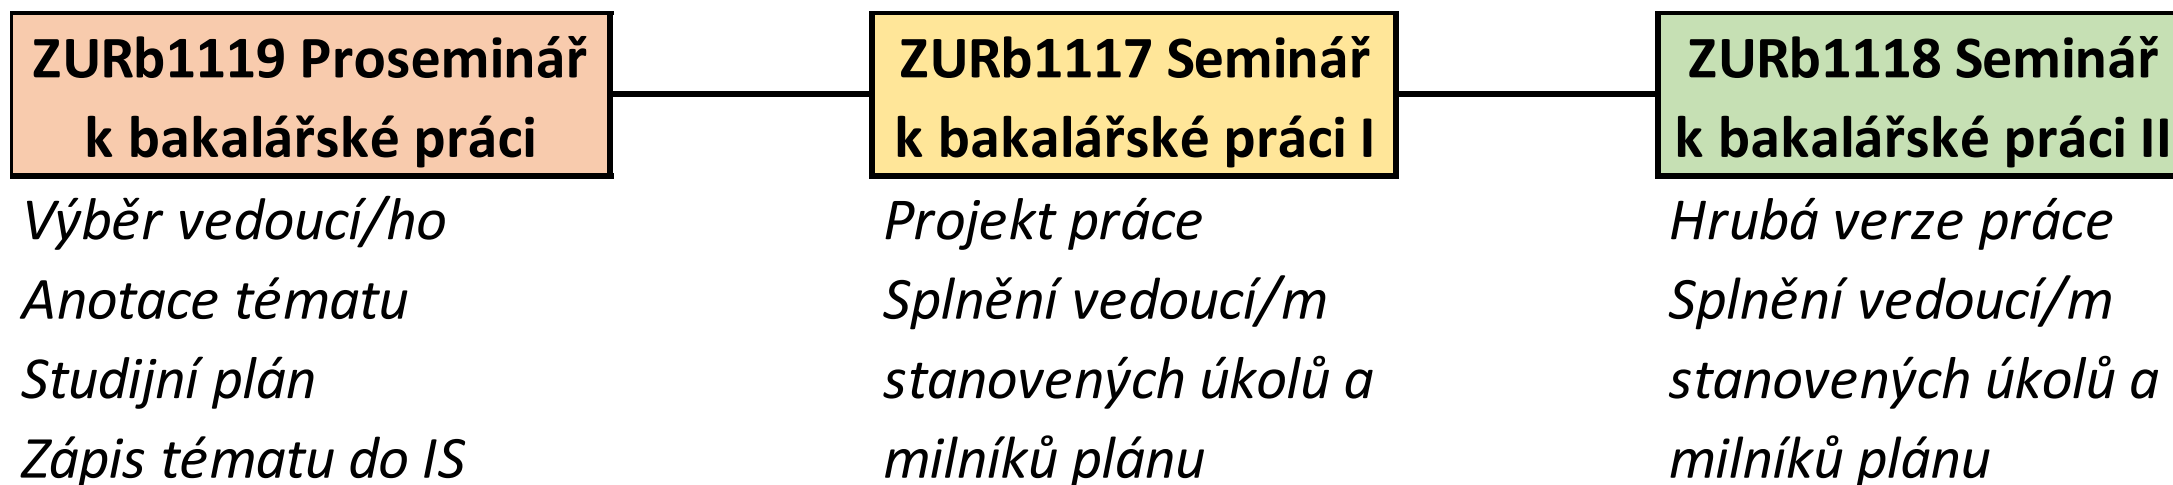 ZURb1119 Proseminář
k bakalářské práci
Výběr vedoucí/ho
Anotace tématu
Studijní plán
Zápis tématu do IS
ZURb1117 Seminář
k bakalářské práci I
Projekt práce
Splnění vedoucí/m
stanovených úkolů a
milníků plánu
ZURb1118 Seminář
k bakalářské práci II
Hrubá verze práce
Splnění vedoucí/m
stanovených úkolů a
milníků plánu